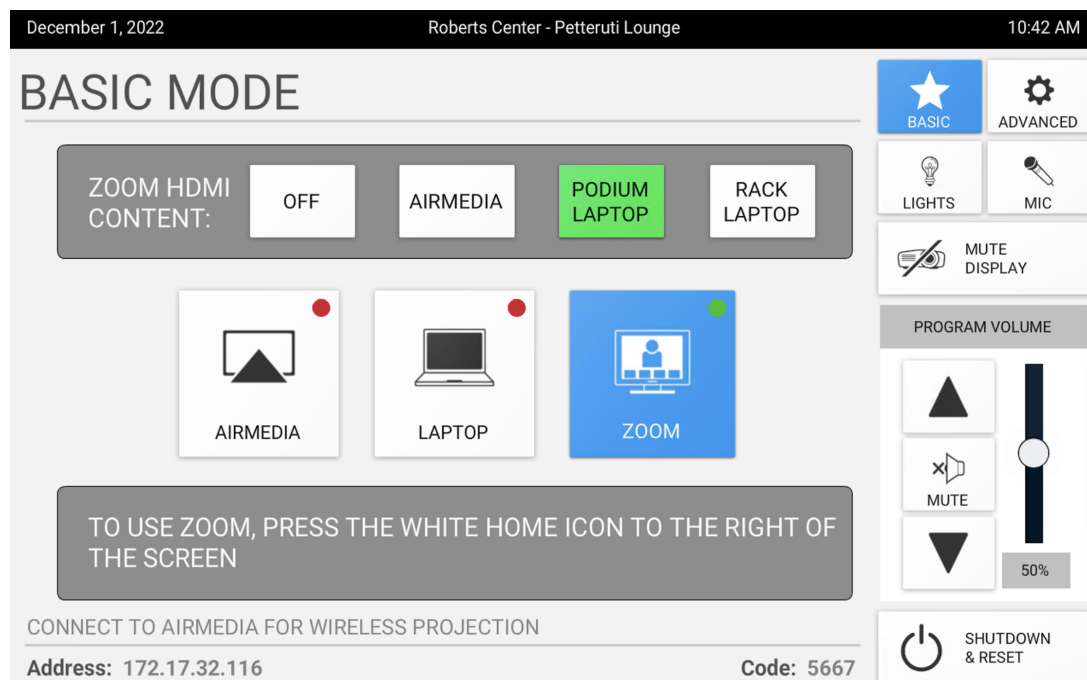 December 1, 2022
Roberts Center - Petteruti Lounge
10:42 AM
BASIC MODE
ZOOM HDMI
CONTENT:
OFF
AIRMEDIA
PODIUM
LAPTOP
RACK
LAPTOP
AIRMEDIA
LAPTOP
ZOOM
TO USE ZOOM, PRESS THE WHITE HOME ICON TO THE RIGHT OF
THE SCREEN
CONNECT TO AIRMEDIA FOR WIRELESS PROJECTION
Address: 172.17.32.116
Code: 5667
BASIC
ADVANCED
LIGHTS
MIC
MUTE
DISPLAY
PROGRAM VOLUME
MUTE
50%
SHUTDOWN
& RESET